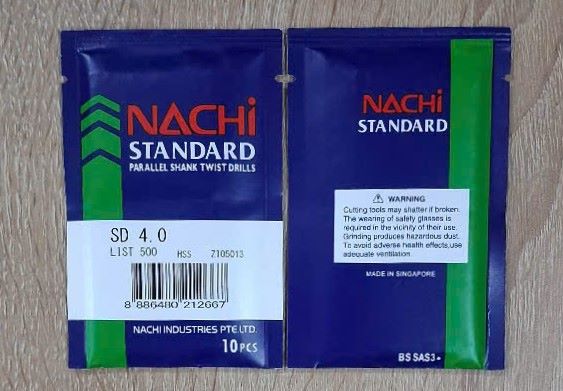 NACHi
STANDARD
PARALLEL SHANK TWIST DRILLS
SD 4.0
LIST 500 HSS 7105013
8 886480 212667
NACHI INDUSTRIES PTE LTD.
10 PCS
NACHi
STANDARD
⚠ WARNING
Cutting tools may shatter if broken.
The wearing of safety glasses is
required in the vicinity of their use.
Grinding produces hazardous dust.
To avoid adverse health effects,use
adequate ventilation
MADE IN SINGAPORE
BS SAS3